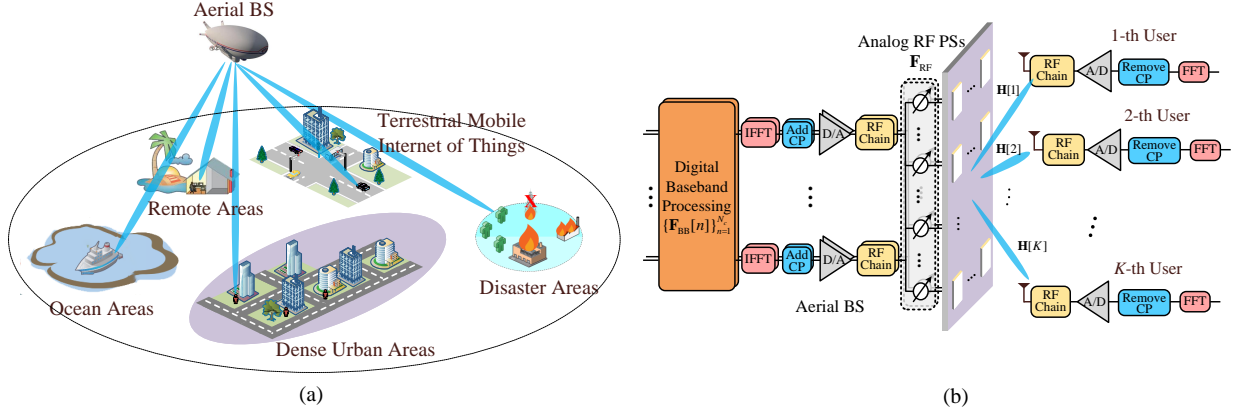 Aerial BS
Terrestrial Mobile
Internet of Things
Remote Areas
Ocean Areas
X
Disaster Areas
Dense Urban Areas
(a)
Analog RF PSs
F_RF
Digital
Baseband
Processing
{F_BB[n]}_{n=1}^{N_c}
IFFT
Add
CP
D/A
RF
Chain
IFFT
Add
CP
D/A
RF
Chain
Aerial BS
H[1]
H[2]
H[K]
1-th User
RF
Chain
A/D
Remove
CP
FFT
2-th User
RF
Chain
A/D
Remove
CP
FFT
K-th User
RF
Chain
A/D
Remove
CP
FFT
(b)